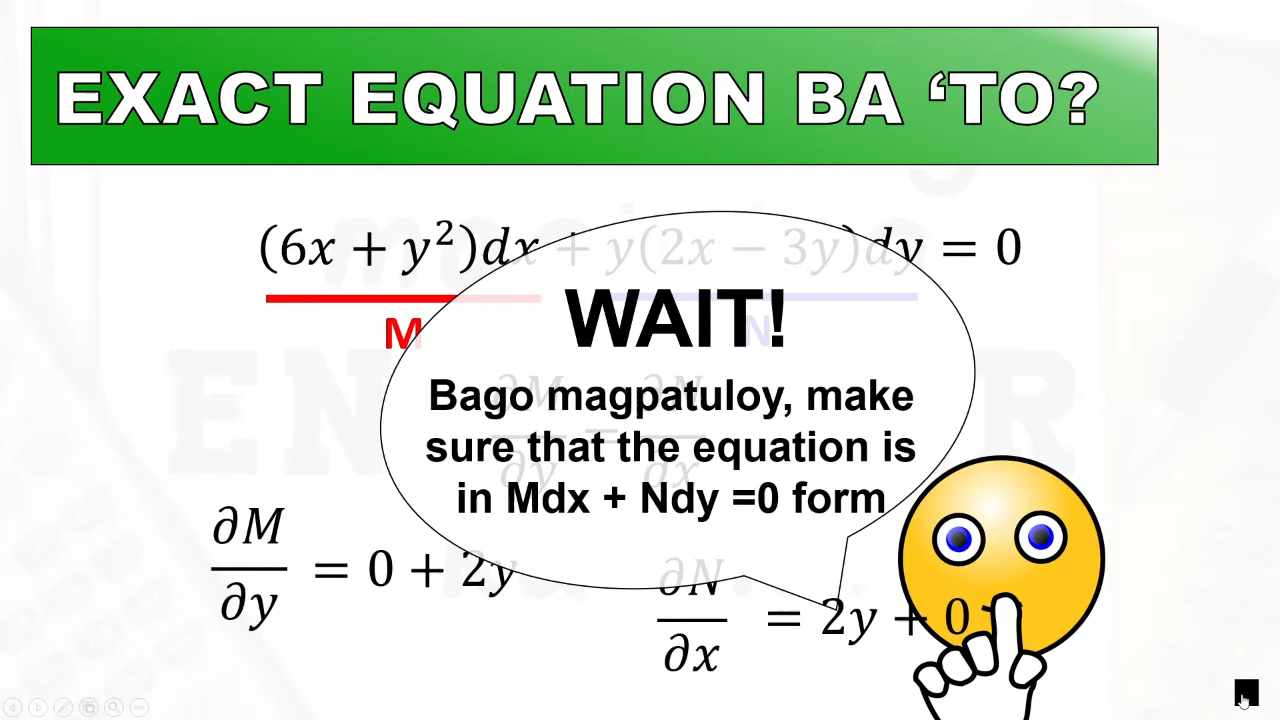 EXACT EQUATION BA ‘TO?
(6x + y²)dx + y(2x − 3y)dy = 0
M
N
WAIT!
Bago magpatuloy, make
sure that the equation is
in Mdx + Ndy =0 form
∂M/∂y = ∂N/∂x
∂M/∂y = 0 + 2y
∂N/∂x = 2y + 0